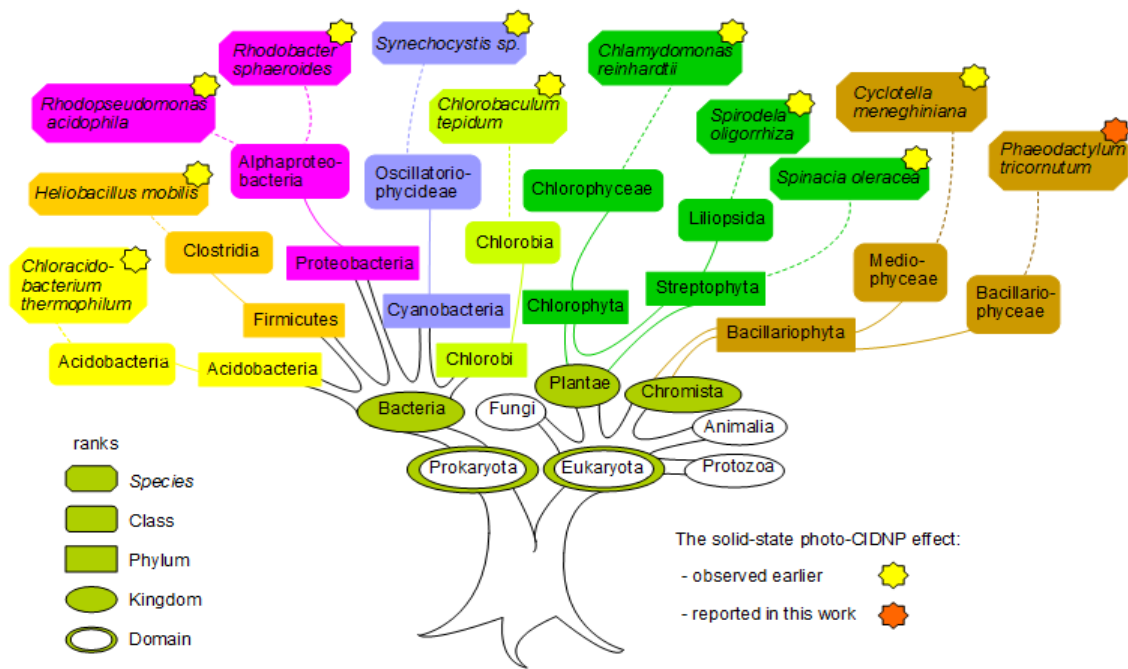 Rhodobacter
sphaeroides
Synechocystis sp.
Chlamydomonas
reinhardtii
Rhodopseudomonas
acidophila
Chlorobaculum
tepidum
Spirodela
oligorrhiza
Cyclotella
meneghiniana
Phaeodactylum
tricornutum
Heliobacillus mobilis
Alphaproteo-
bacteria
Oscillatorio-
phycideae
Chlorophyceae
Spinacia oleracea
Chloracido-
bacterium
thermophilum
Clostridia
Proteobacteria
Chlorobia
Liliopsida
Medio-
phyceae
Bacillario-
phyceae
Firmicutes
Cyanobacteria
Chlorophyta
Streptophyta
Bacillariophyta
Acidobacteria
Acidobacteria
Chlorobi
Plantae
Chromista
Bacteria
Fungi
Animalia
Prokaryota
Eukaryota
Protozoa
ranks
Species
Class
Phylum
Kingdom
Domain
The solid-state photo-CIDNP effect:
- observed earlier
- reported in this work